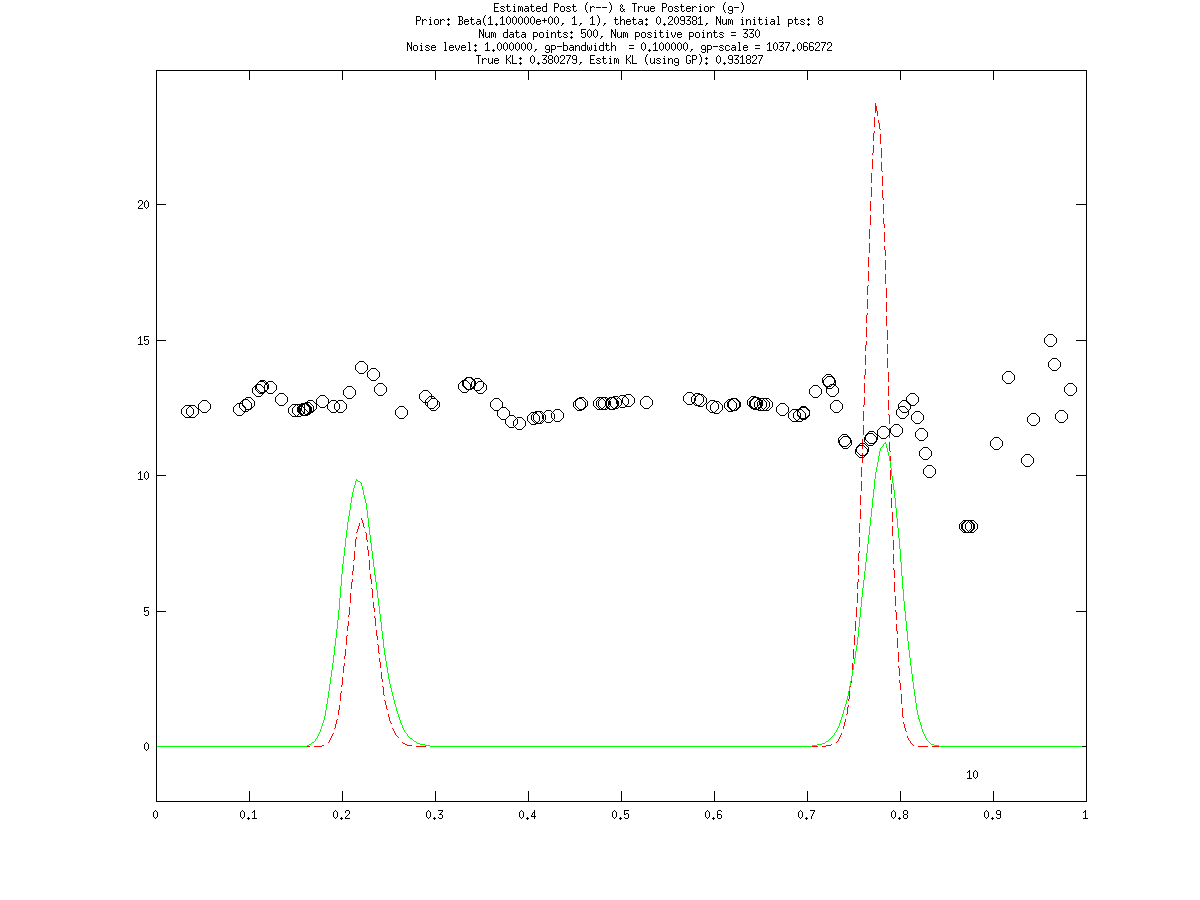 Estimated Post (r--) & True Posterior (g-)
Prior: Beta(1.100000e+00, 1, 1), theta: 0.209381, Num initial pts: 8
Num data points: 500, Num positive points = 330
Noise level: 1.000000, gp-bandwidth  = 0.100000, gp-scale = 1037.066272
True KL: 0.380279, Estim KL (using GP): 0.931827
20
15
10
5
0
10
0 0.1 0.2 0.3 0.4 0.5 0.6 0.7 0.8 0.9 1